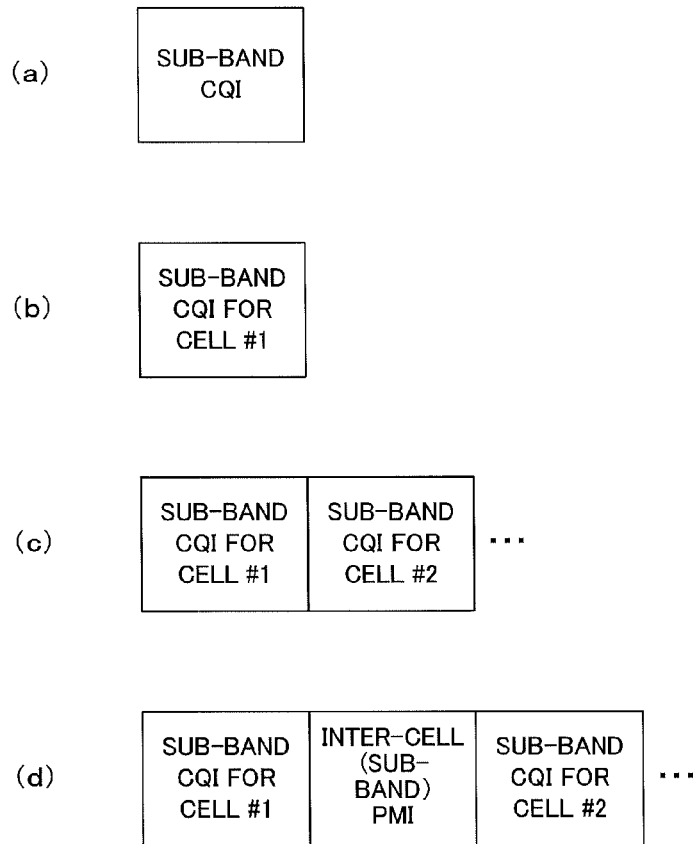 (a)
SUB-BAND
CQI
(b)
SUB-BAND
CQI FOR
CELL #1
(c)
SUB-BAND
CQI FOR
CELL #1
SUB-BAND
CQI FOR
CELL #2
...
(d)
SUB-BAND
CQI FOR
CELL #1
INTER-CELL
(SUB-
BAND)
PMI
SUB-BAND
CQI FOR
CELL #2
...